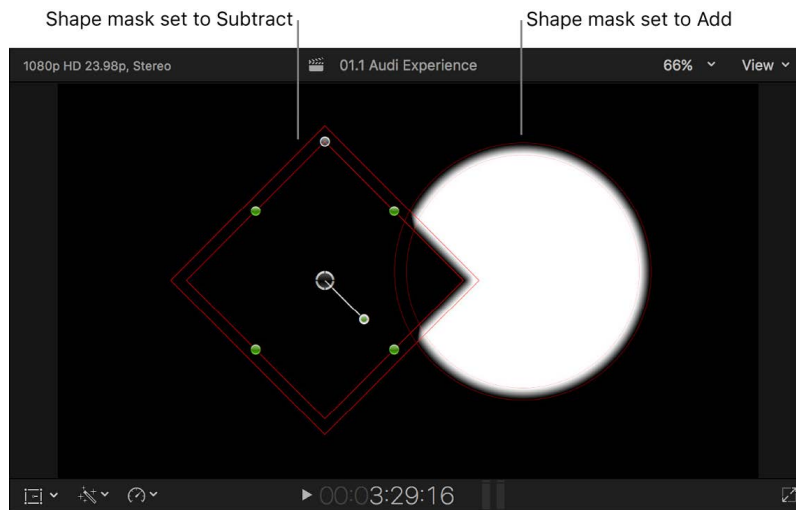 Shape mask set to Subtract
Shape mask set to Add
1080p HD 23.98p, Stereo
01.1 Audi Experience
66%
View
00:03:29:16